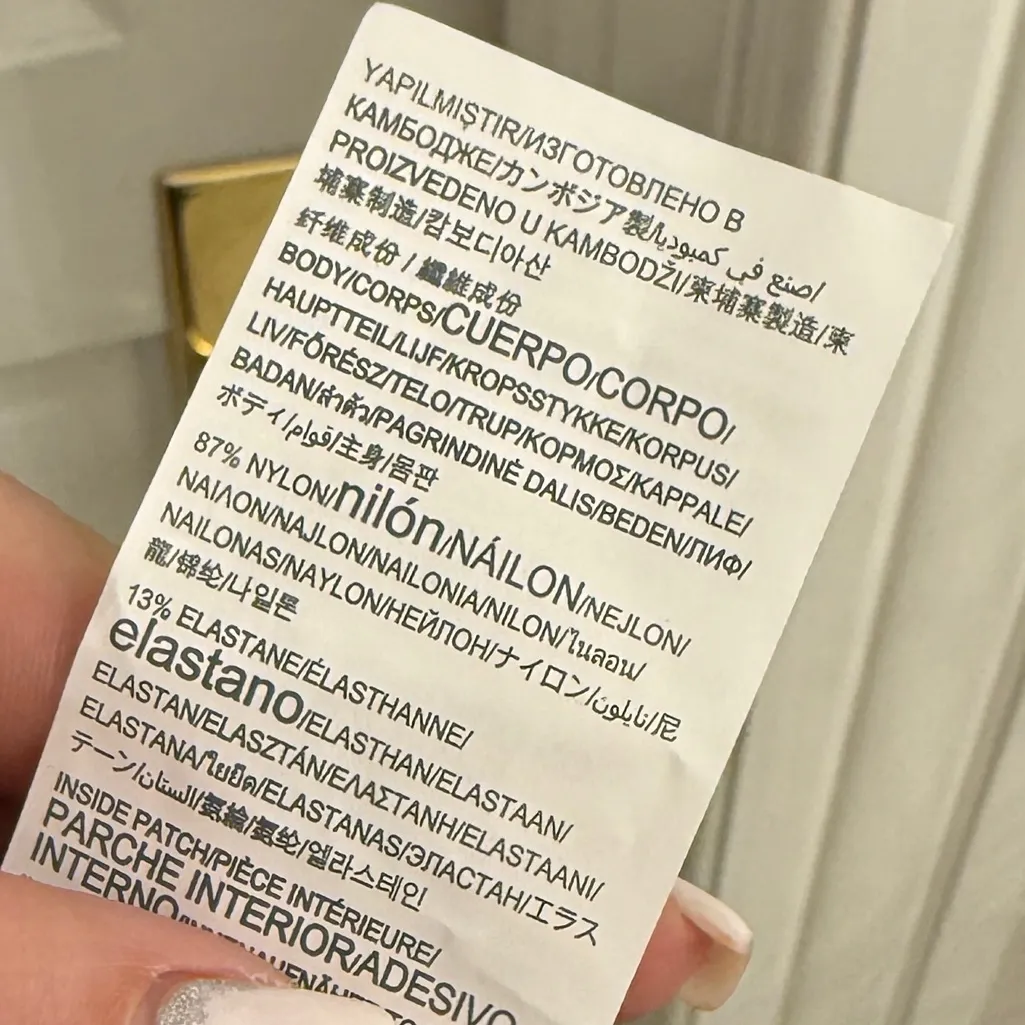 YAPILMIŞTIR/ИЗГОТОВЛЕНО В
КАМБОДЖЕ/カンボジア製/صنع في كمبوديا/
PROIZVEDENO U KAMBODŽI/柬埔寨製造/柬
埔寨制造/캄보디아산
纤维成份 / 纖維成份
BODY/CORPS/CUERPO/CORPO/
HAUPTTEIL/LIJF/KROPSSTYKKE/KORPUS/
LIV/FŐRÉSZ/TELO/TRUP/ΚΟΡΜΟΣ/KAPPALE/
BADAN/ลำตัว/PAGRINDINĖ DALIS/BEDEN/ЛИФ/
ボディ/قوام/主身/몸판
87% NYLON/nilón/NÁILON/NEJLON/
ΝΑΙΛΟΝ/NAJLON/NAILONIA/NILON/ไนลอน/
NAILONAS/NAYLON/НЕЙЛОН/ナイロン/نايلون/尼
龍/锦纶/나일론
13% ELASTANE/ÉLASTHANNE/
elastano/ELASTHAN/ELASTAAN/
ELASTAN/ELASZTÁN/ΕΛΑΣΤΑΝΗ/ELASTAANI/
ELASTANA/ใยยืด/ELASTANAS/ЭЛАСТАН/エラス
テーン/الستان/氨綸/氨纶/엘라스테인
INSIDE PATCH/PIÈCE INTÉRIEURE/
PARCHE INTERIOR/ADESIVO
INTERNO/